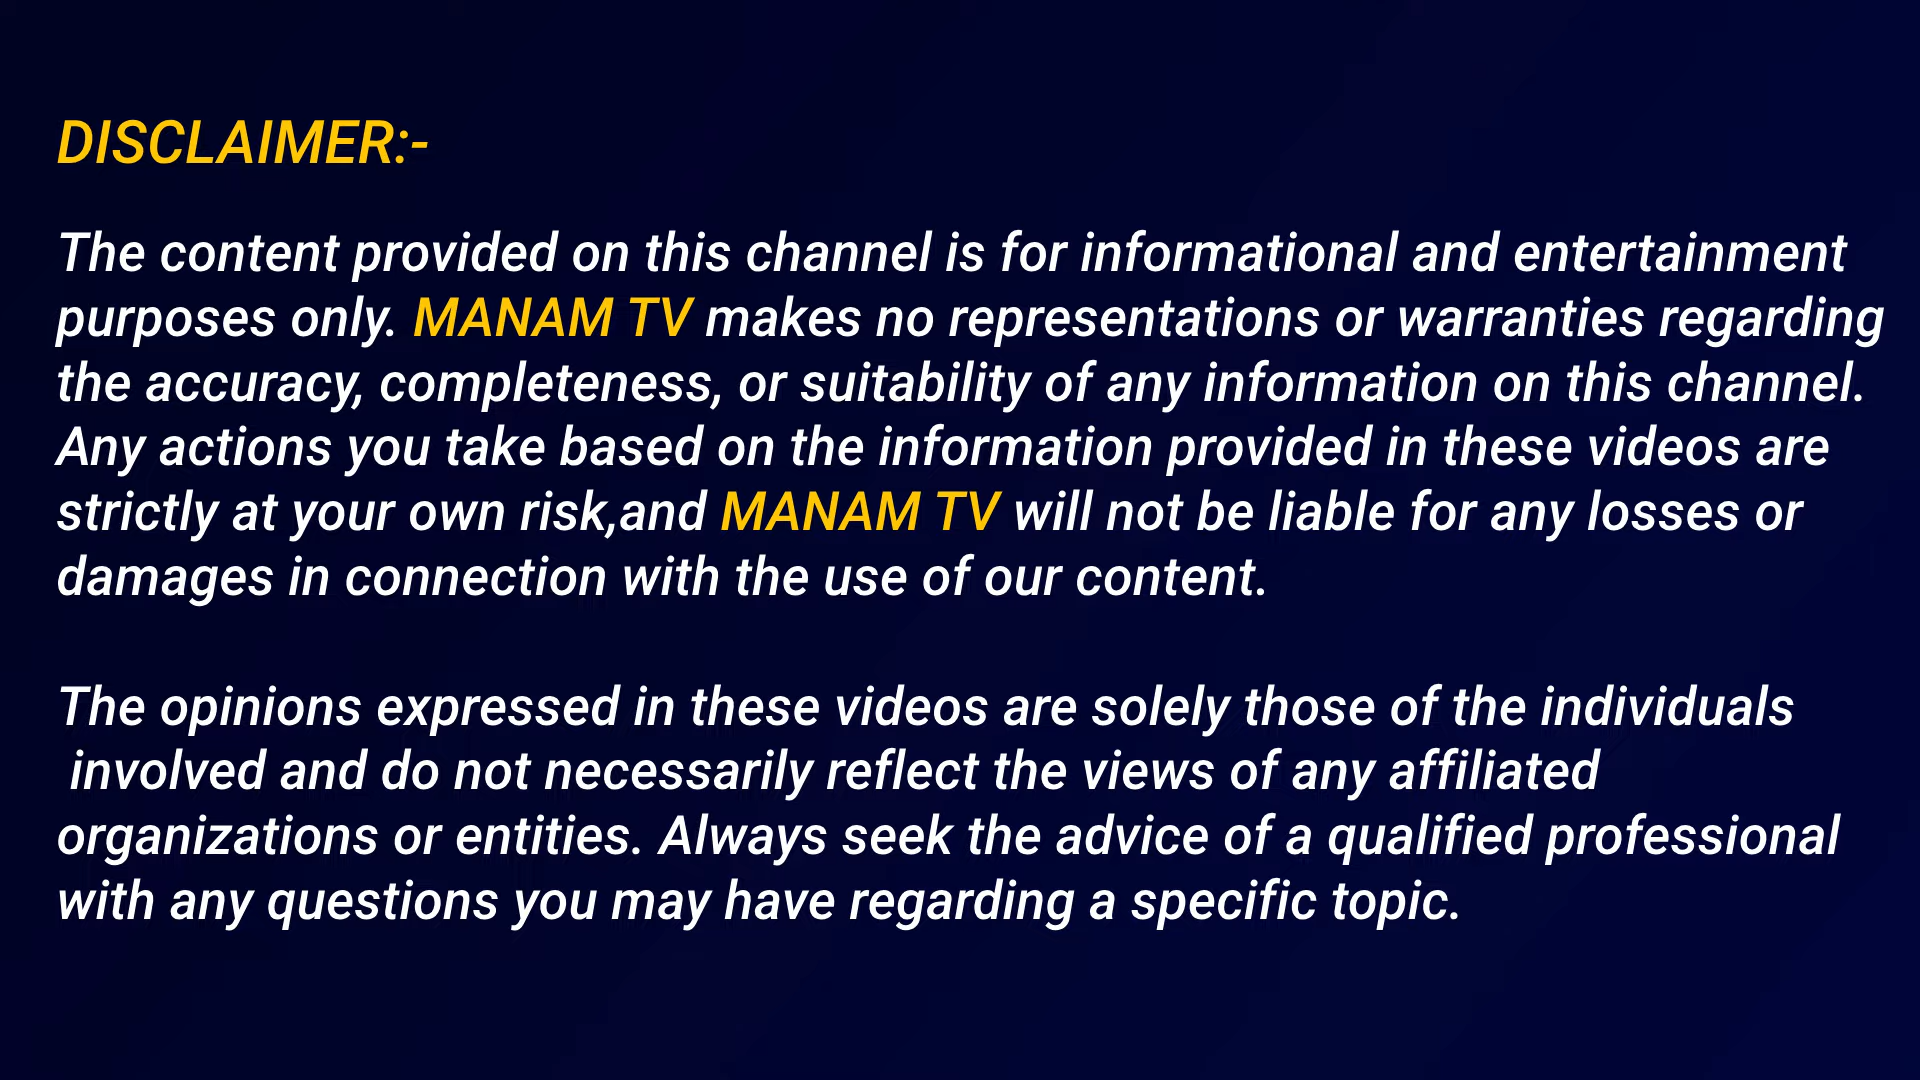 DISCLAIMER:-
The content provided on this channel is for informational and entertainment
purposes only. MANAM TV makes no representations or warranties regarding
the accuracy, completeness, or suitability of any information on this channel.
Any actions you take based on the information provided in these videos are
strictly at your own risk,and MANAM TV will not be liable for any losses or
damages in connection with the use of our content.
The opinions expressed in these videos are solely those of the individuals
involved and do not necessarily reflect the views of any affiliated
organizations or entities. Always seek the advice of a qualified professional
with any questions you may have regarding a specific topic.